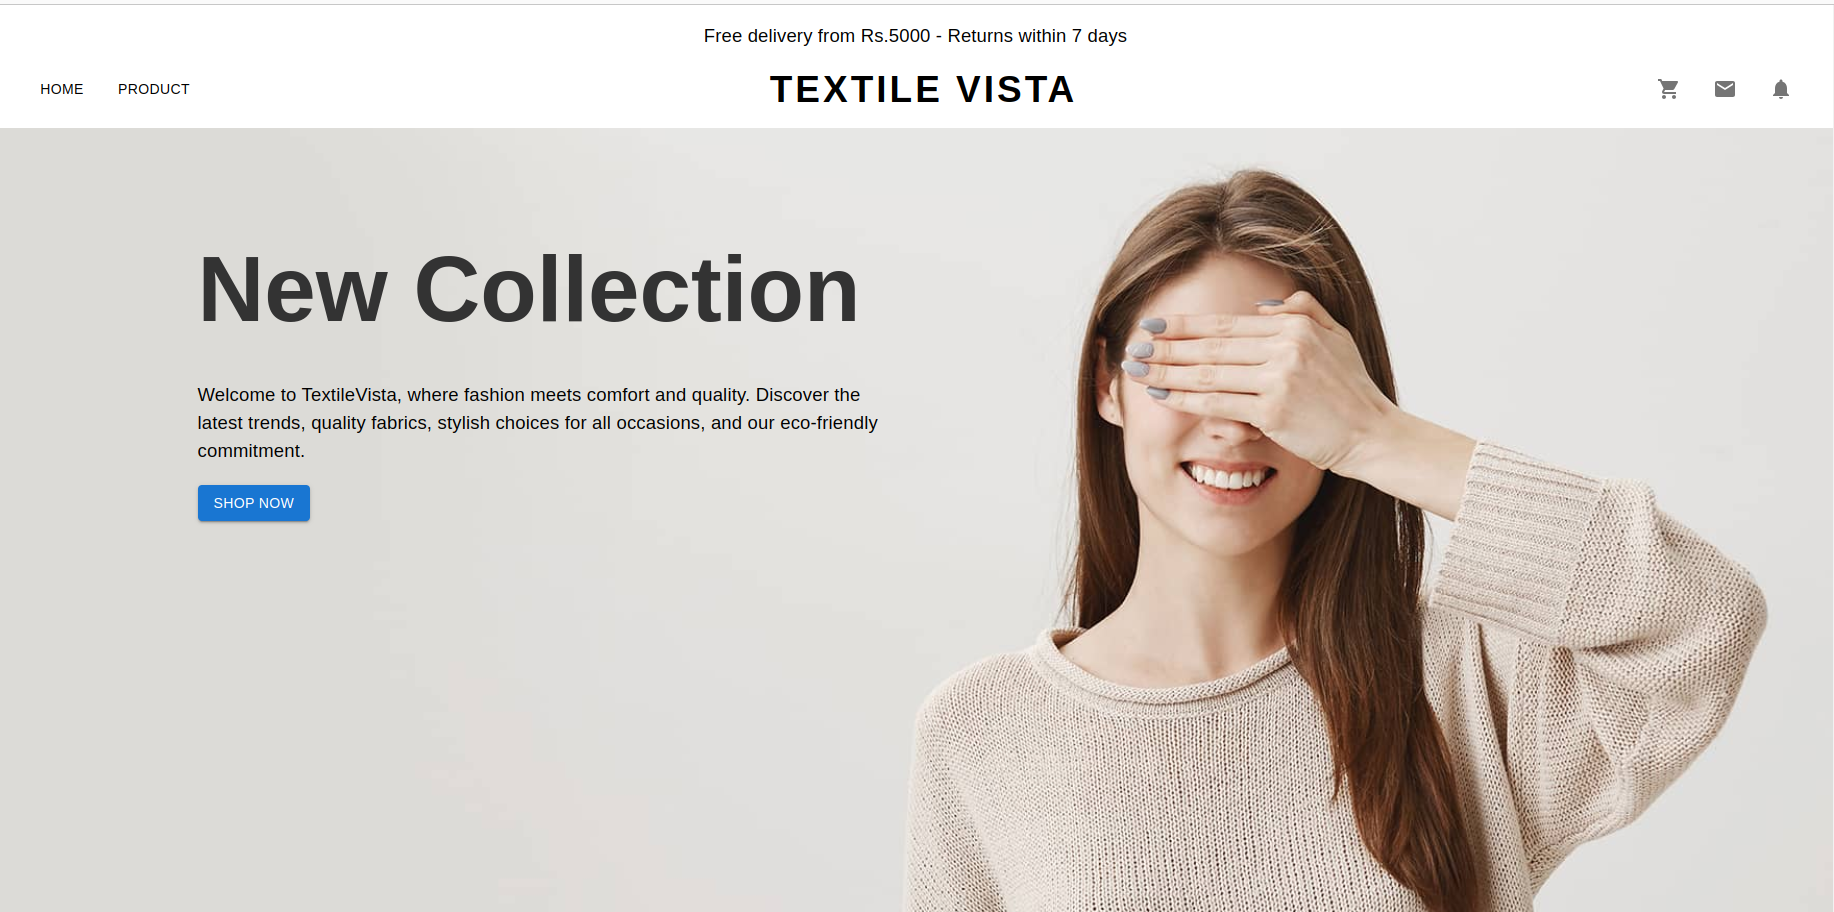 Free delivery from Rs.5000 - Returns within 7 days
HOME PRODUCT TEXTILE VISTA
New Collection
Welcome to TextileVista, where fashion meets comfort and quality. Discover the
latest trends, quality fabrics, stylish choices for all occasions, and our eco-friendly
commitment.
SHOP NOW